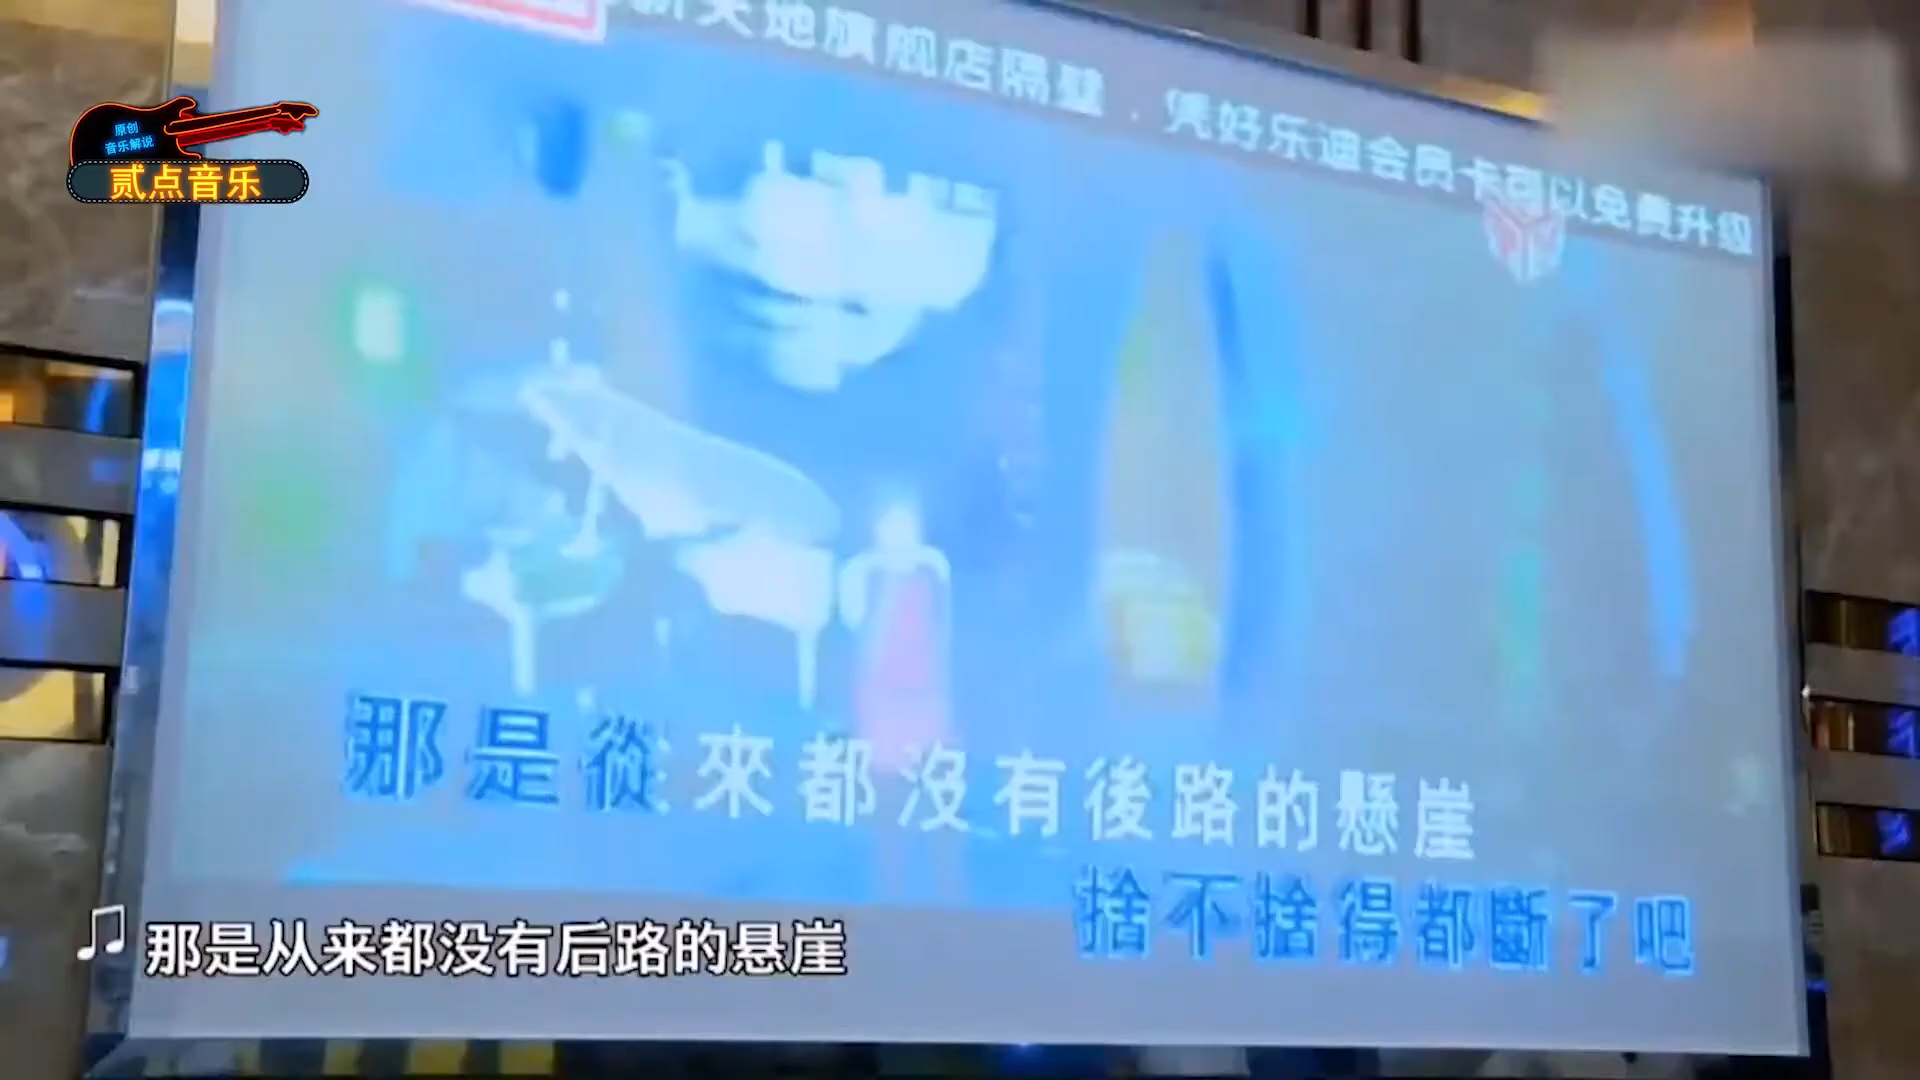 新天地旗舰店隔壁，凭好乐迪会员卡可以免费升级
原创
音乐解说
贰点音乐
那是從來都沒有後路的懸崖
捨不捨得都斷了吧
那是从来都没有后路的悬崖